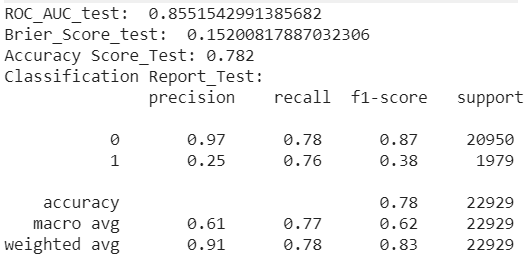 ROC_AUC_test:  0.8551542991385682
Brier_Score_test:  0.15200817887032306
Accuracy Score_Test: 0.782
Classification Report_Test:
precision    recall  f1-score   support
0       0.97      0.78      0.87     20950
1       0.25      0.76      0.38      1979
accuracy                           0.78     22929
macro avg       0.61      0.77      0.62     22929
weighted avg       0.91      0.78      0.83     22929